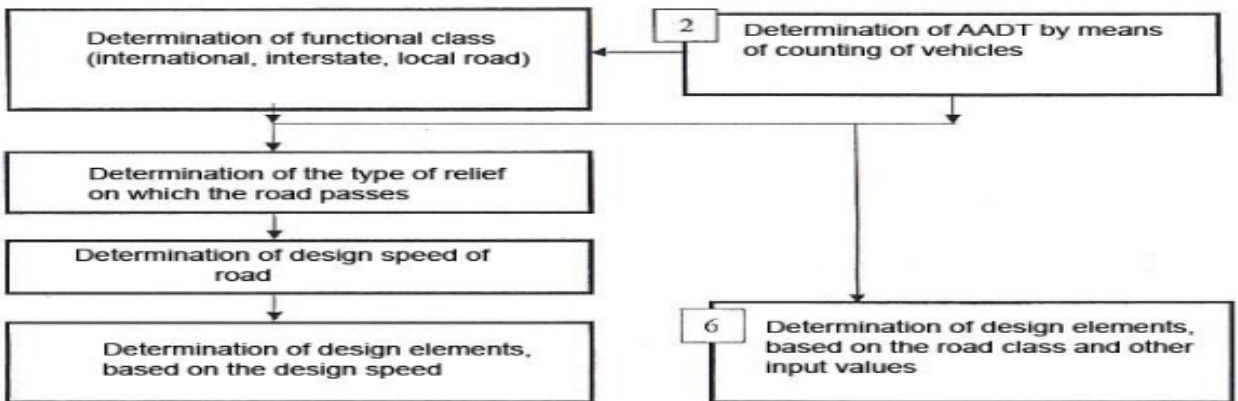 Determination of functional class
(international, interstate, local road)
2
Determination of AADT by means
of counting of vehicles
Determination of the type of relief
on which the road passes
Determination of design speed of
road
Determination of design elements,
based on the design speed
6
Determination of design elements,
based on the road class and other
input values